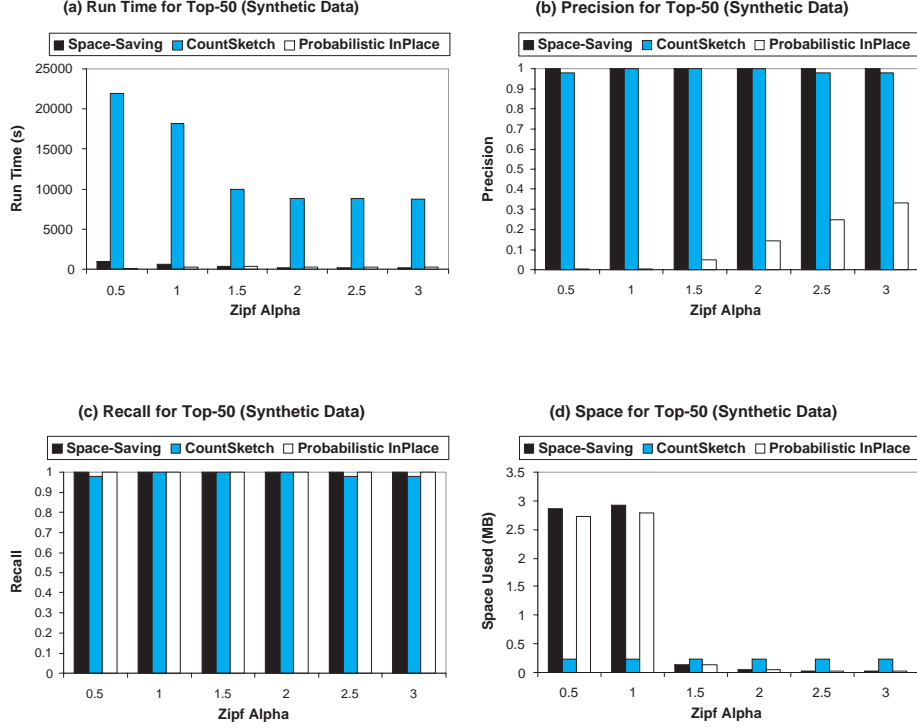 (a) Run Time for Top-50 (Synthetic Data)
Space-Saving CountSketch Probabilistic InPlace
25000
20000
15000
10000
5000
0
Run Time (s)
0.5 1 1.5 2 2.5 3
Zipf Alpha
(b) Precision for Top-50 (Synthetic Data)
Space-Saving CountSketch Probabilistic InPlace
1
0.9
0.8
0.7
0.6
0.5
0.4
0.3
0.2
0.1
0
Precision
0.5 1 1.5 2 2.5 3
Zipf Alpha
(c) Recall for Top-50 (Synthetic Data)
Space-Saving CountSketch Probabilistic InPlace
1
0.9
0.8
0.7
0.6
0.5
0.4
0.3
0.2
0.1
0
Recall
0.5 1 1.5 2 2.5 3
Zipf Alpha
(d) Space for Top-50 (Synthetic Data)
Space-Saving CountSketch Probabilistic InPlace
3.5
3
2.5
2
1.5
1
0.5
0
Space Used (MB)
0.5 1 1.5 2 2.5 3
Zipf Alpha